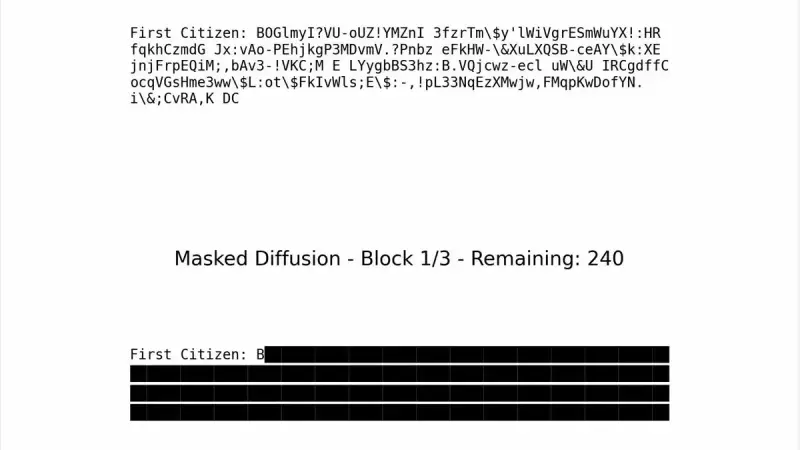 First Citizen: BOGlmyI?VU-oUZ!YMZnI 3fzrTm\$y'lWiVgrESmWuYX!:HR
fqkhCzmdG Jx:vAo-PEhjkgP3MDvmV.?Pnbz eFkHW-\&XuLXQSB-ceAY\$k:XE
jnjFrpEQiM;,bAv3-!VKC;M E LYygbBS3hz:B.VQjcwz-ecl uW\&U IRCgdffC
ocqVGsHme3ww\$L:ot\$FkIvWls;E\$:-,!pL33NqEzXMwjw,FMqpKwDofYN.
i\&;CvRA,K DC
Masked Diffusion - Block 1/3 - Remaining: 240
First Citizen: B